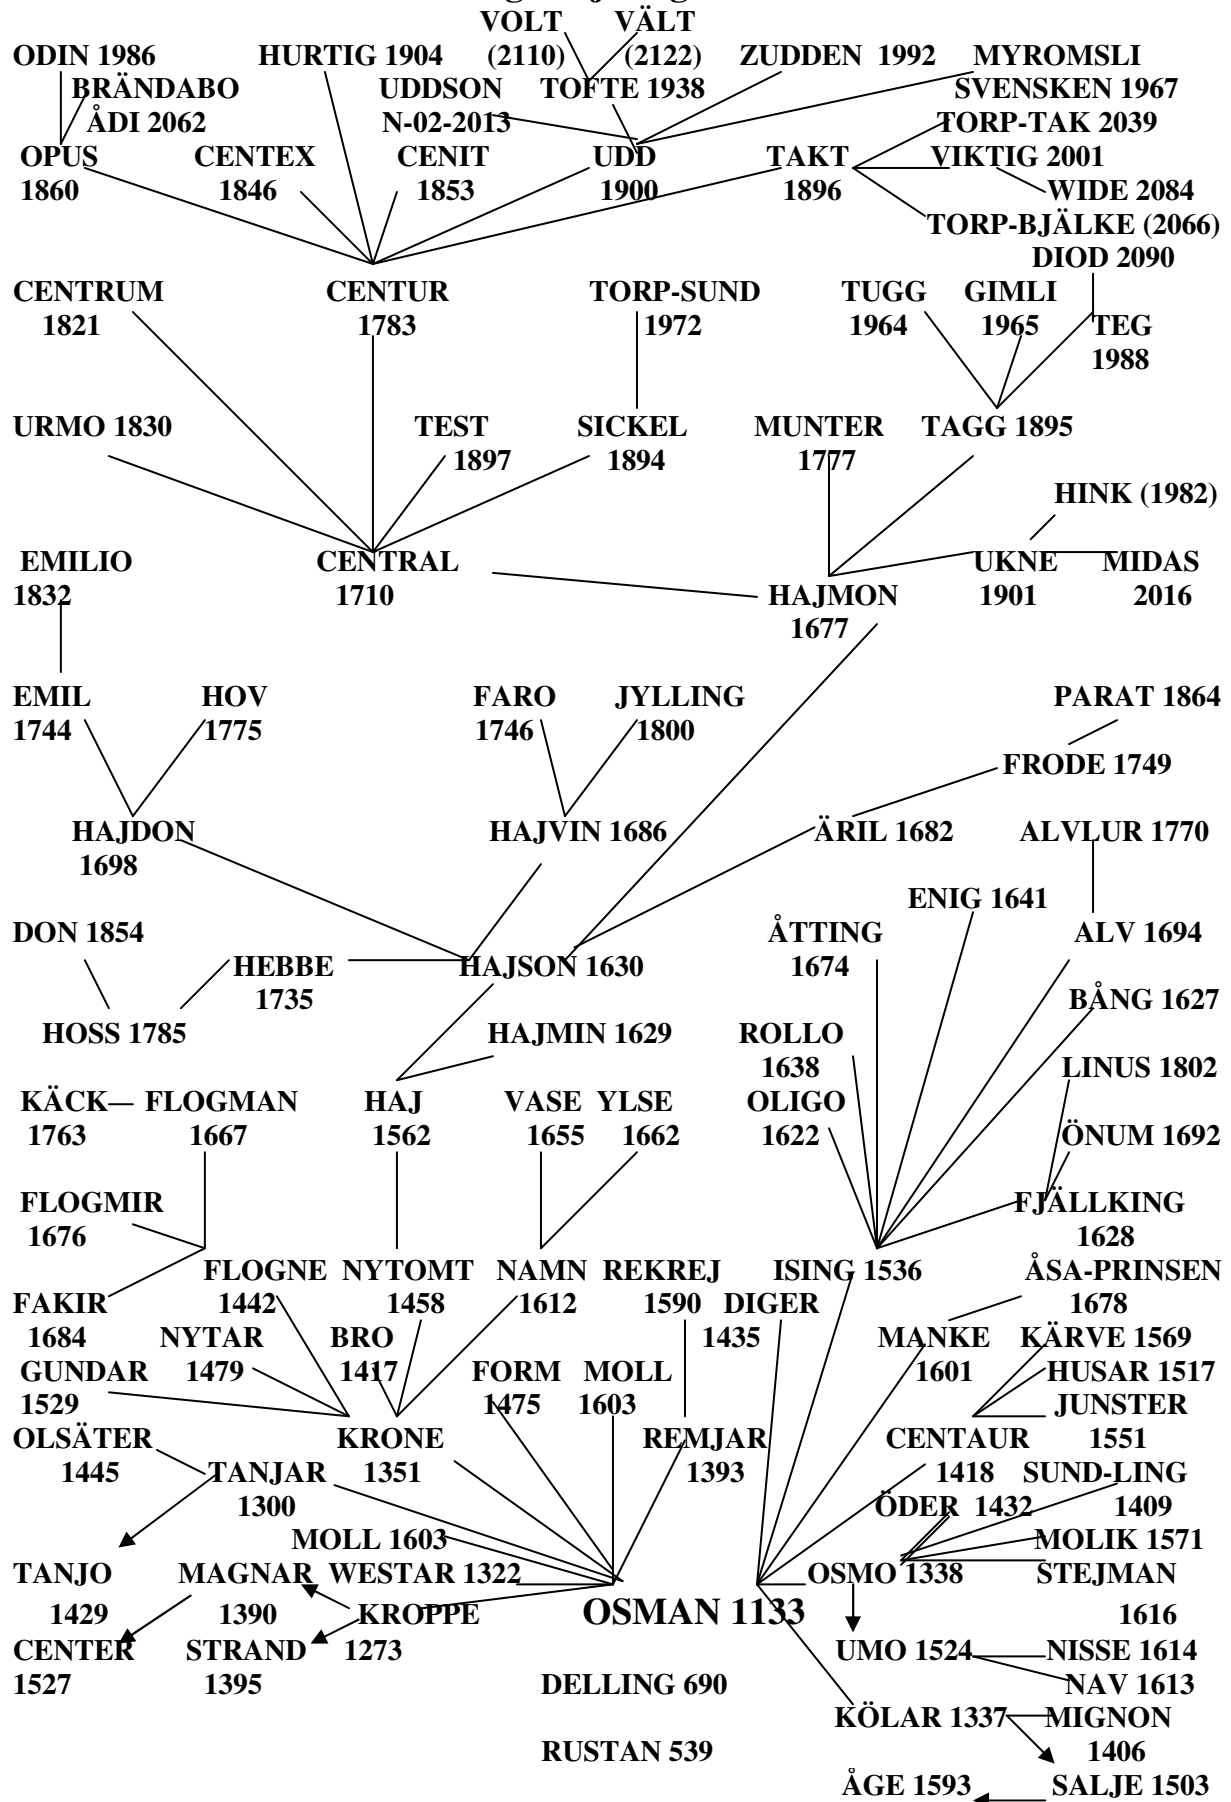 VOLT VÄLT
ODIN 1986 HURTIG 1904 (2110) (2122) ZUDDEN 1992 MYROMSLI
BRÄNDABO UDDSON TOFTE 1938 SVENSKEN 1967
ÅDI 2062 N-02-2013 TORP-TAK 2039
OPUS CENTEX CENIT UDD TAKT VIKTIG 2001
1860 1846 1853 1900 1896 WIDE 2084
TORP-BJÄLKE (2066)
DIOD 2090
CENTRUM CENTUR TORP-SUND TUGG GIMLI
1821 1783 1972 1964 1965 TEG
1988
URMO 1830 TEST SICKEL MUNTER TAGG 1895
1897 1894 1777
HINK (1982)
EMILIO CENTRAL UKNE MIDAS
1832 1710 HAJMON 1901 2016
1677
EMIL HOV FARO JYLLING PARAT 1864
1744 1775 1746 1800
FRODE 1749
HAJDON HAJVIN 1686 ÄRIL 1682 ALVLUR 1770
1698
ENIG 1641
DON 1854 ÅTTING ALV 1694
HEBBE HAJSON 1630 1674
1735 BÅNG 1627
HOSS 1785 HAJMIN 1629 ROLLO
1638 LINUS 1802
KÄCK FLOGMAN HAJ VASE YLSE OLIGO
1763 1667 1562 1655 1662 1622 ÖNUM 1692
FLOGMIR FJÄLLKING
1676 1628
FLOGNE NYTOMT NAMN REKREJ ISING 1536 ÅSA-PRINSEN
FAKIR 1442 1458 1612 1590 DIGER 1678
1684 NYTAR BRO 1435 MANKE KÄRVE 1569
GUNDAR 1479 1417 FORM MOLL 1601 HUSAR 1517
1529 1475 1603 JUNSTER
OLSÄTER KRONE REMJAR CENTAUR 1551
1445 TANJAR 1351 1393 1418 SUND-LING
1300 ÖDER 1432 1409
MOLL 1603 MOLIK 1571
TANJO MAGNAR WESTAR 1322 OSMO 1338 STEJMAN
1429 1390 KROPPE OSMAN 1133 1616
CENTER STRAND 1273 UMO 1524 NISSE 1614
1527 1395 DELLING 690 NAV 1613
KÖLAR 1337 MIGNON
RUSTAN 539 1406
ÅGE 1593 SALJE 1503